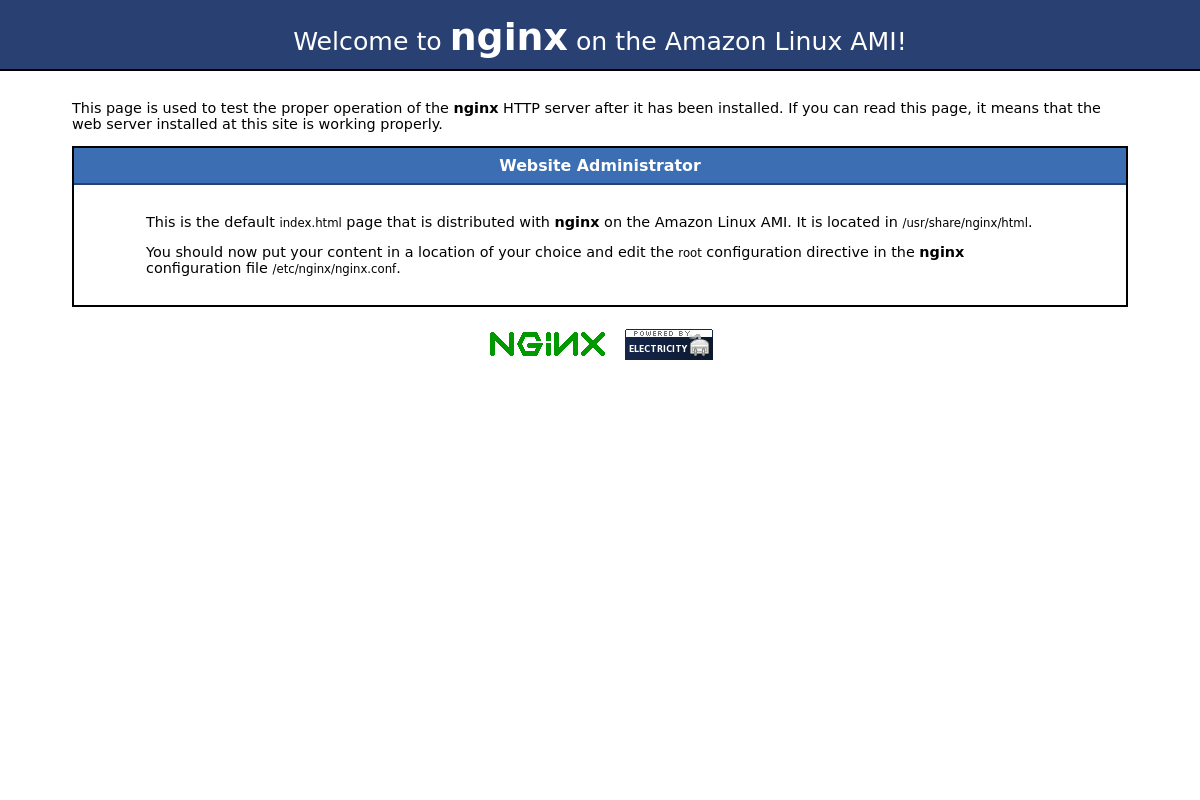 Welcome to nginx on the Amazon Linux AMI!
This page is used to test the proper operation of the nginx HTTP server after it has been installed. If you can read this page, it means that the
web server installed at this site is working properly.
Website Administrator
This is the default index.html page that is distributed with nginx on the Amazon Linux AMI. It is located in /usr/share/nginx/html.
You should now put your content in a location of your choice and edit the root configuration directive in the nginx
configuration file /etc/nginx/nginx.conf.
NGiNX
POWERED BY
ELECTRICITY